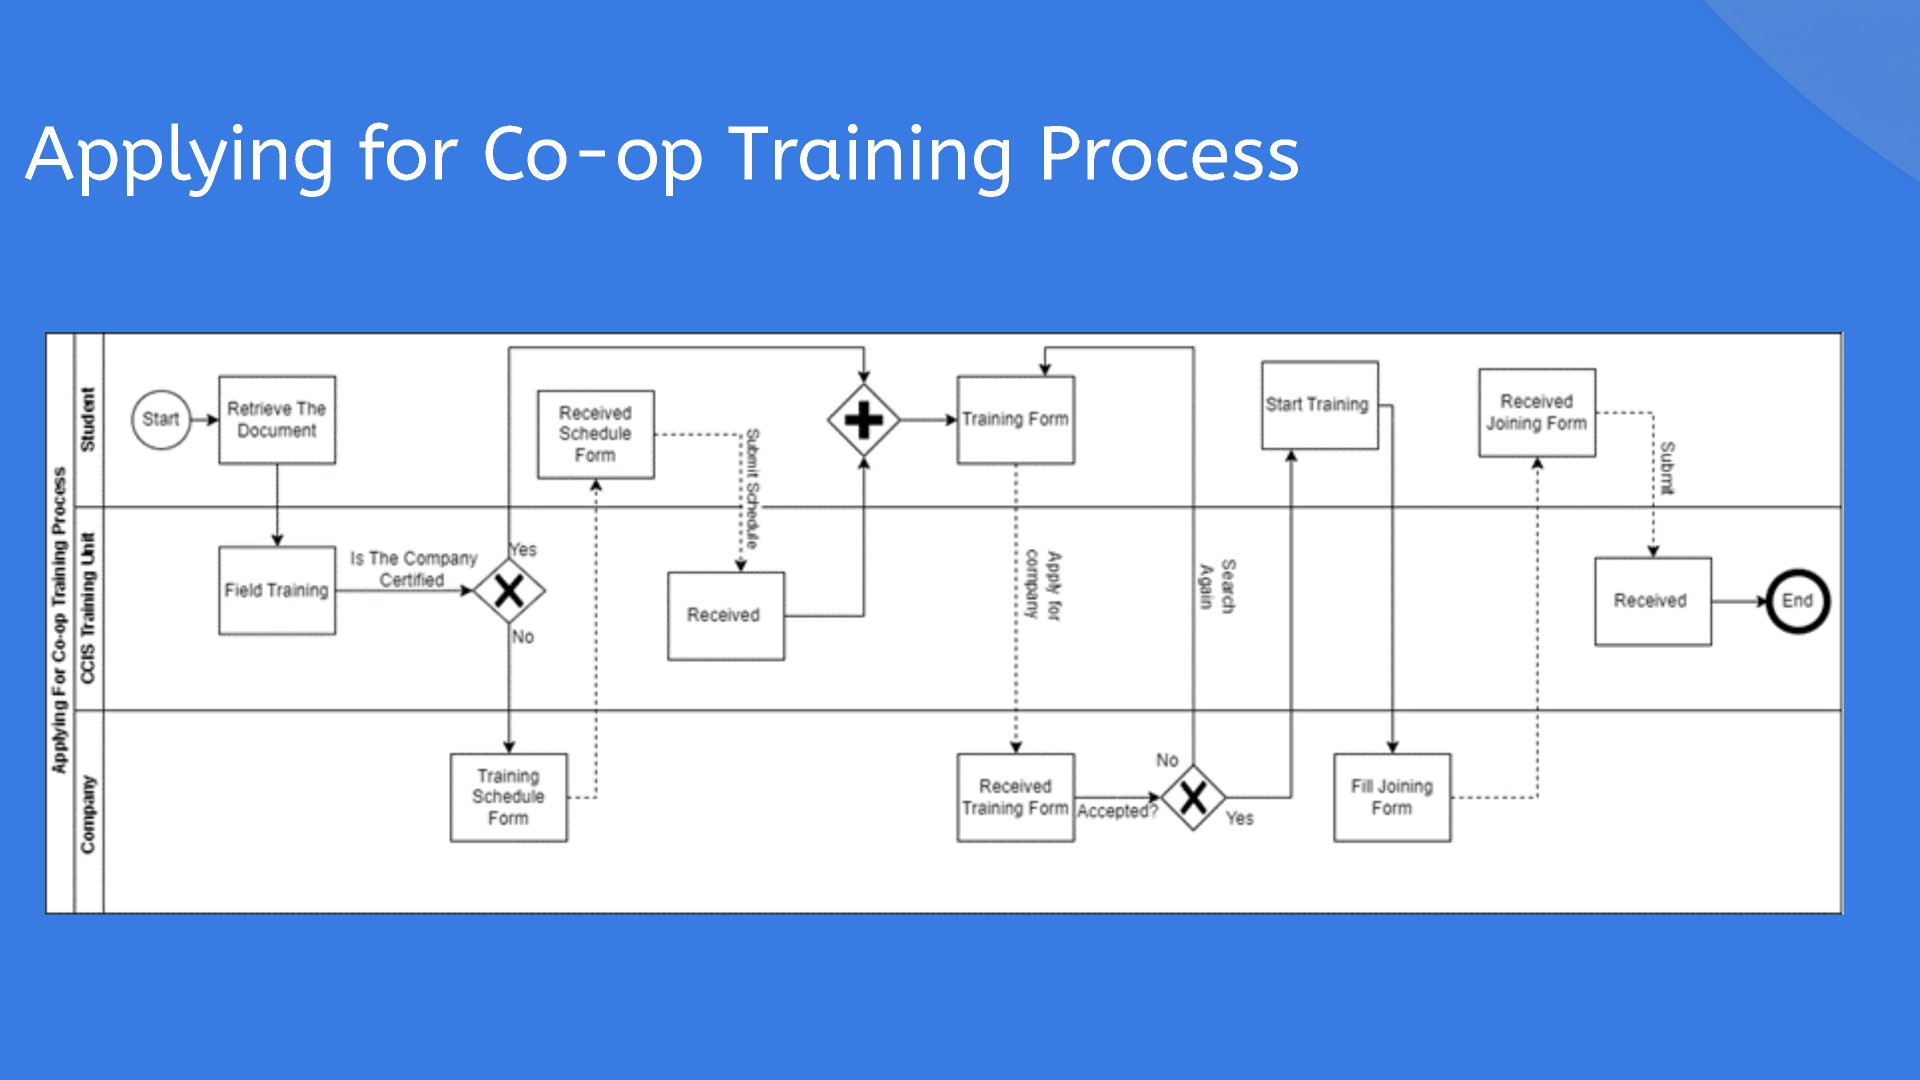 Applying for Co-op Training Process
Applying For Co-op Training Process
Student
Start
Retrieve The
Document
Received
Schedule
Form
Submit Schedule
Training Form
Start Training
Received
Joining Form
Submit
CCIS Training Unit
Field Training
Is The Company
Certified
Yes
No
Received
Apply for
company
Search
Again
Received
End
Company
Training
Schedule
Form
Received
Training Form
Accepted?
No
Yes
Fill Joining
Form